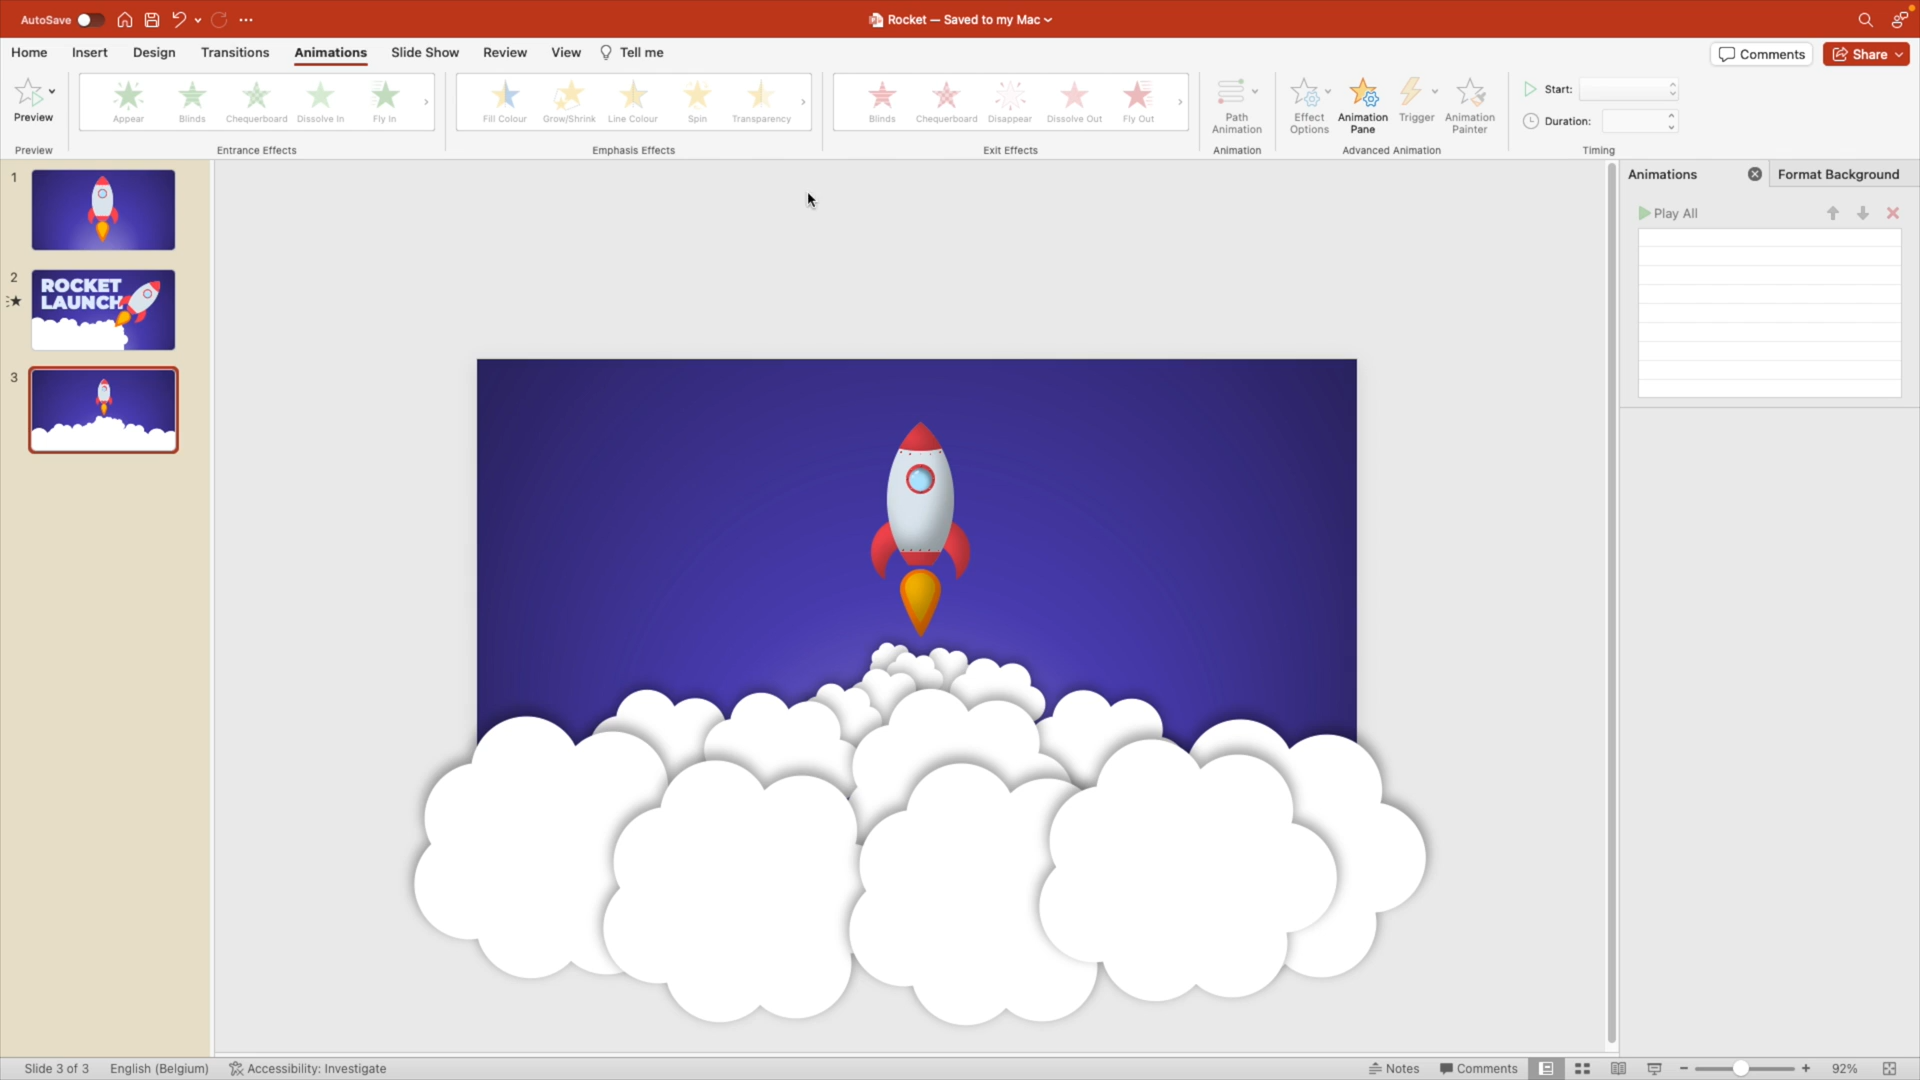 AutoSave
Rocket — Saved to my Mac
Home Insert Design Transitions Animations Slide Show Review View Tell me
Comments Share
Preview
Appear Blinds Chequerboard Dissolve In Fly In
Fill Colour Grow/Shrink Line Colour Spin Transparency
Blinds Chequerboard Disappear Dissolve Out Fly Out
Path Animation
Effect Options
Animation Pane
Trigger
Animation Painter
Start:
Duration:
Preview Entrance Effects Emphasis Effects Exit Effects Animation Advanced Animation Timing
1
2
ROCKET
LAUNCH
3
Animations Format Background
Play All
Slide 3 of 3 English (Belgium) Accessibility: Investigate Notes Comments 92%